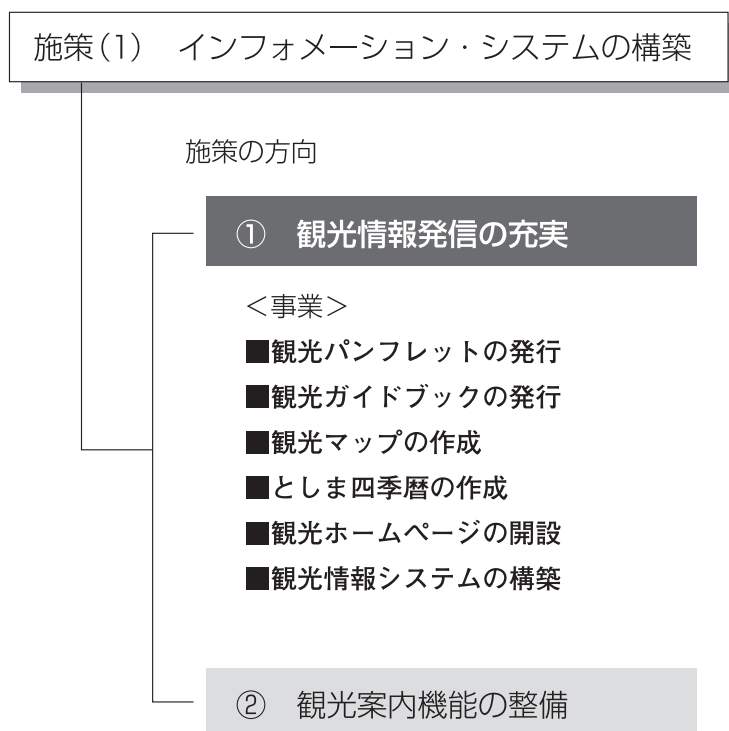 施策(1) インフォメーション・システムの構築
施策の方向
① 観光情報発信の充実
＜事業＞
■観光パンフレットの発行
■観光ガイドブックの発行
■観光マップの作成
■としま四季暦の作成
■観光ホームページの開設
■観光情報システムの構築
② 観光案内機能の整備